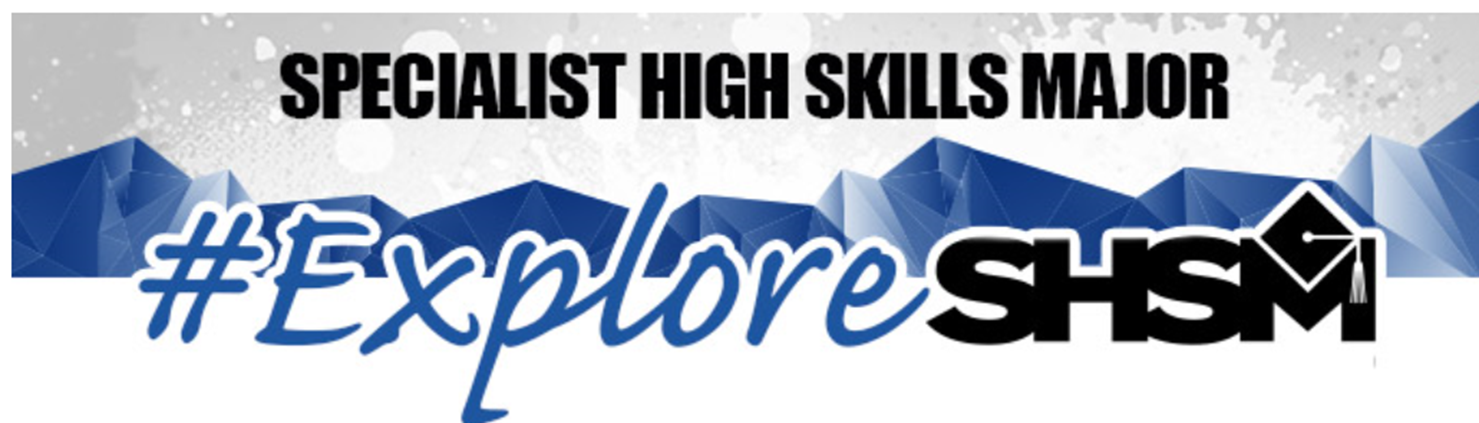 SPECIALIST HIGH SKILLS MAJOR
#ExploreSHSM